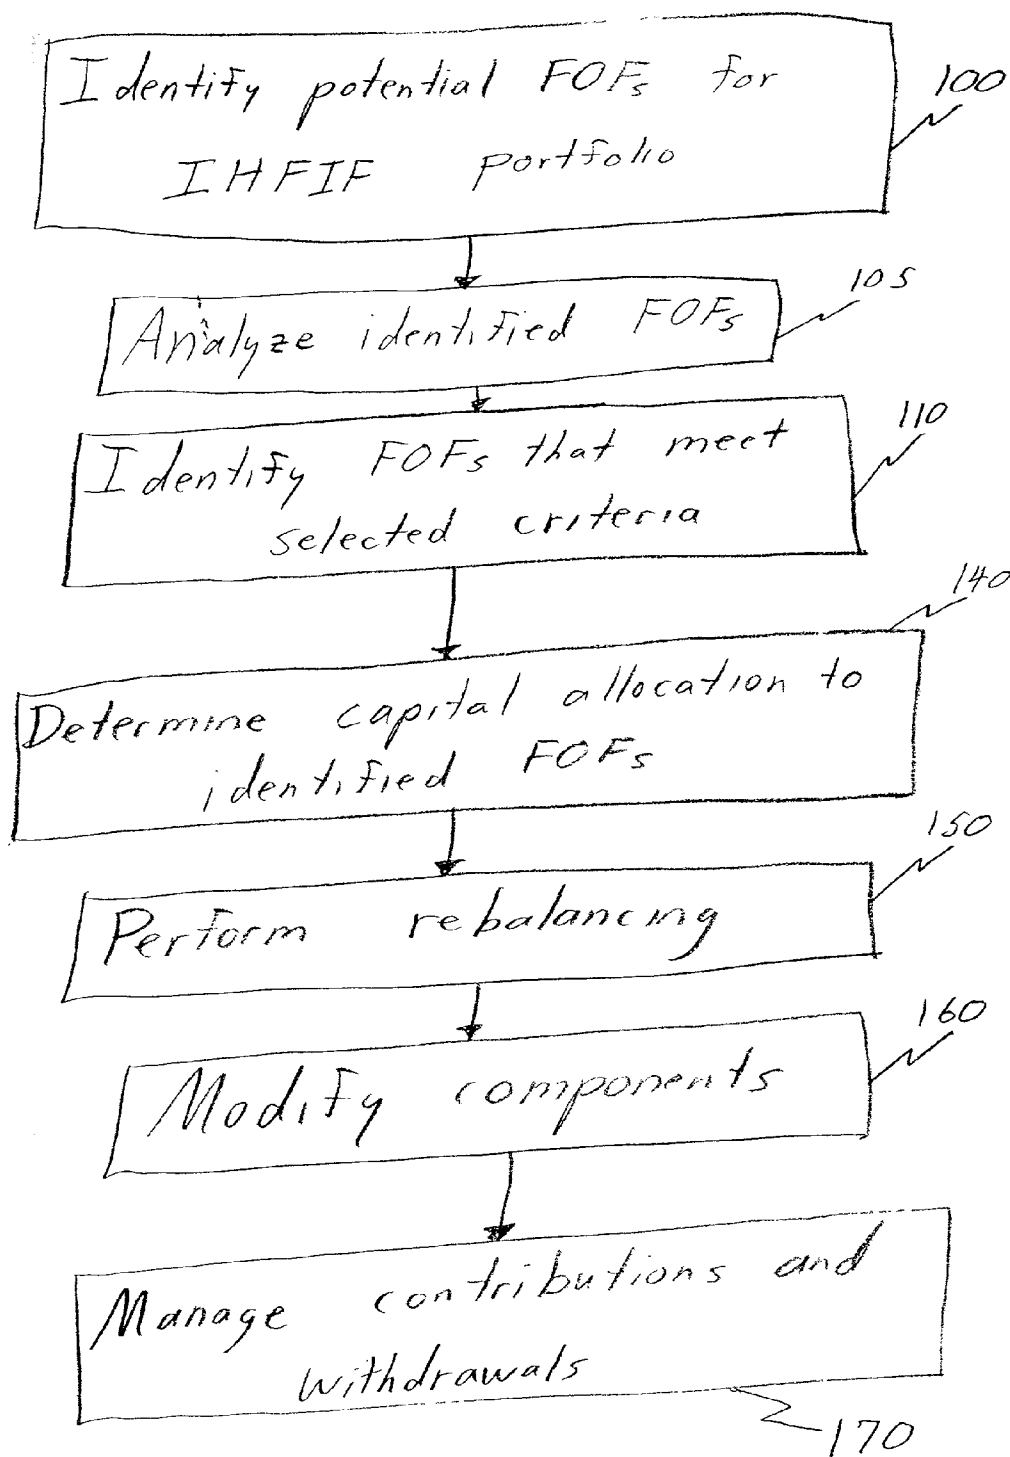 Identify potential FOFs for
IHFIF portfolio
100
Analyze identified FOFs
105
Identify FOFs that meet
selected criteria
110
140
Determine capital allocation to
identified FOFs
150
Perform rebalancing
160
Modify components
Manage contributions and
withdrawals
170